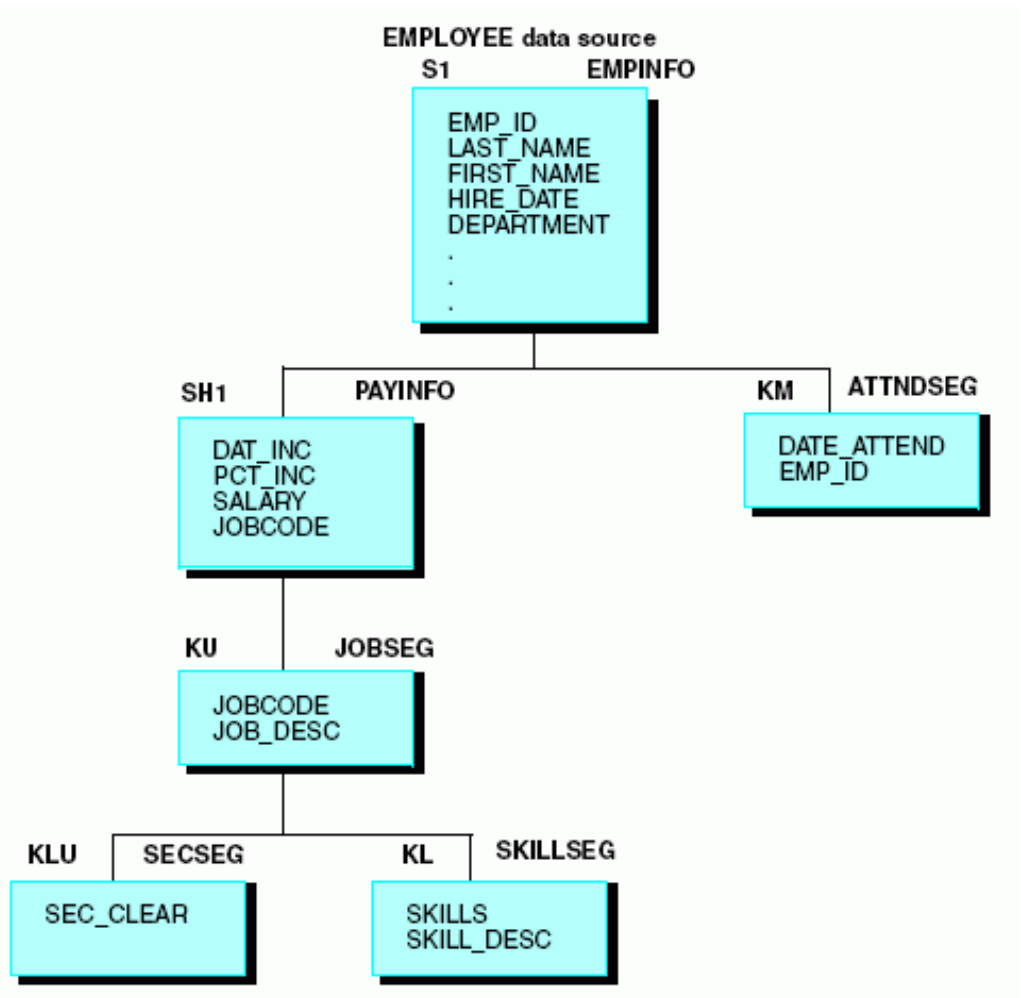 EMPLOYEE data source
S1 EMPINFO
EMP_ID
LAST_NAME
FIRST_NAME
HIRE_DATE
DEPARTMENT
.
.
.
SH1 PAYINFO
DAT_INC
PCT_INC
SALARY
JOBCODE
KM ATTNDSEG
DATE_ATTEND
EMP_ID
KU JOBSEG
JOBCODE
JOB_DESC
KLU SECSEG
SEC_CLEAR
KL SKILLSEG
SKILLS
SKILL_DESC